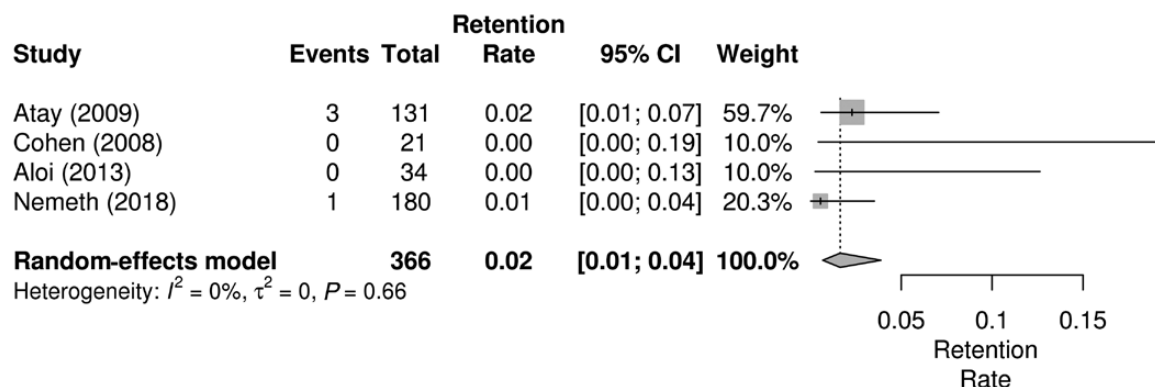 Retention
Study Events Total Rate 95% CI Weight
Atay (2009) 3 131 0.02 [0.01; 0.07] 59.7%
Cohen (2008) 0 21 0.00 [0.00; 0.19] 10.0%
Aloi (2013) 0 34 0.00 [0.00; 0.13] 10.0%
Nemeth (2018) 1 180 0.01 [0.00; 0.04] 20.3%
Random-effects model 366 0.02 [0.01; 0.04] 100.0%
Heterogeneity: I² = 0%, τ² = 0, P = 0.66
0.05 0.1 0.15
Retention
Rate